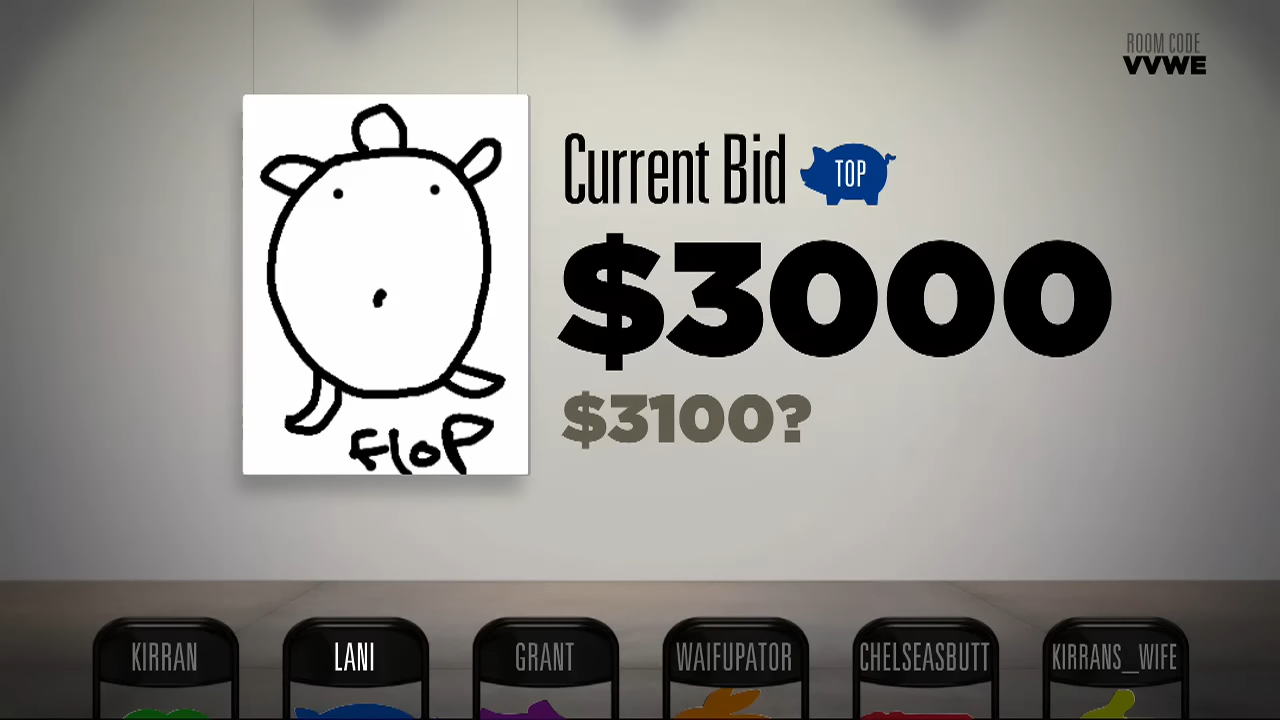 ROOM CODE
VVWE
Current Bid TOP
$3000
$3100?
FloP
KIRRAN LANI GRANT WAIFUPATOR CHELSEASBUTT KIRRANS_WIFE